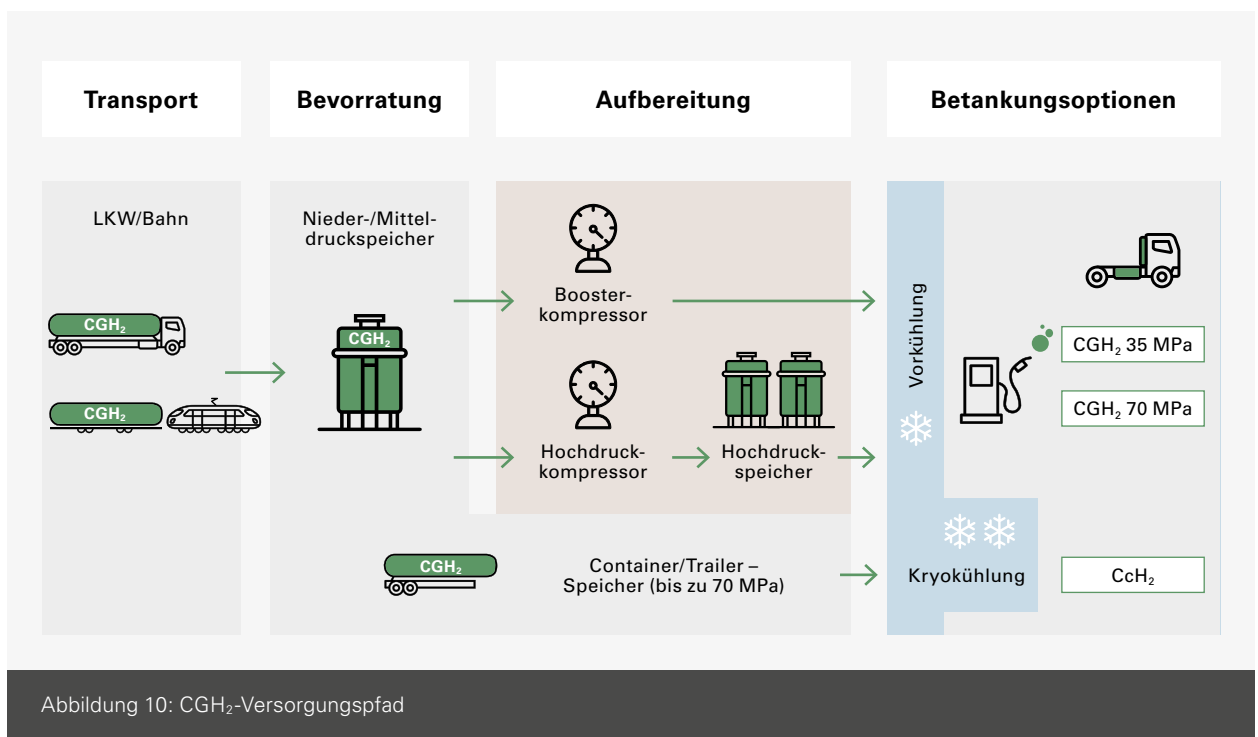 Transport
Bevorratung
Aufbereitung
Betankungsoptionen
LKW/Bahn
CGH₂
CGH₂
Nieder-/Mittel-
druckspeicher
CGH₂
Booster-
kompressor
Hochdruck-
kompressor
Hochdruck-
speicher
CGH₂
Container/Trailer –
Speicher (bis zu 70 MPa)
Vorkühlung
Kryokühlung
CGH₂ 35 MPa
CGH₂ 70 MPa
CcH₂
Abbildung 10: CGH₂-Versorgungspfad